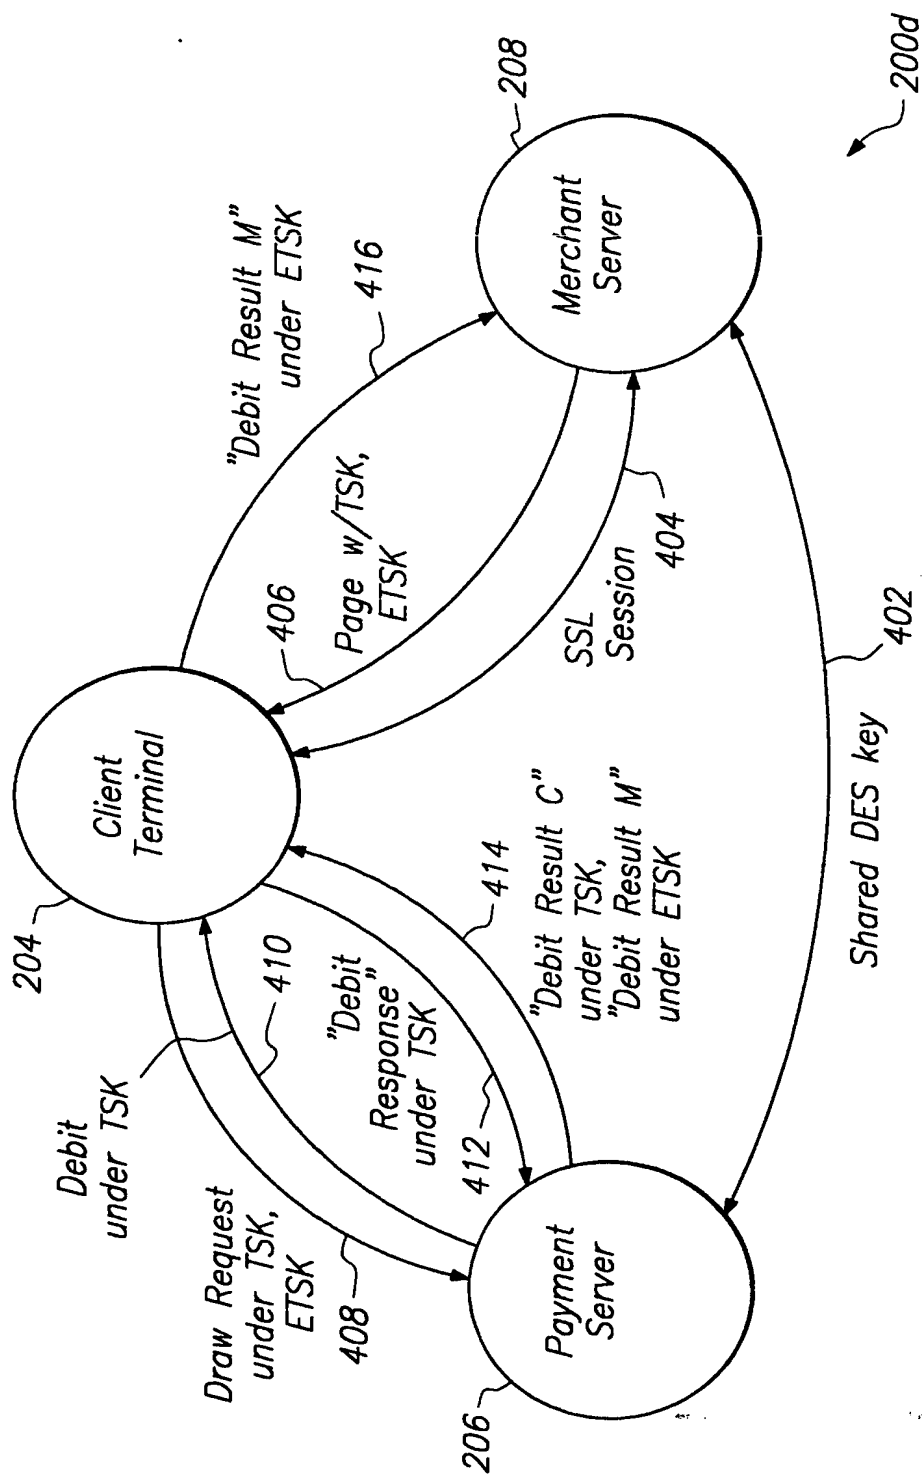 204
Client
Terminal
"Debit Result M"
under ETSK
416
406
Page w/TSK,
ETSK
SSL
Session
404
208
Merchant
Server
Debit
under TSK
410
Draw Request
under TSK,
ETSK
408
"Debit"
Response
under TSK
412
414
"Debit Result C"
under TSK,
"Debit Result M"
under ETSK
206
Payment
Server
Shared DES key
402
200d